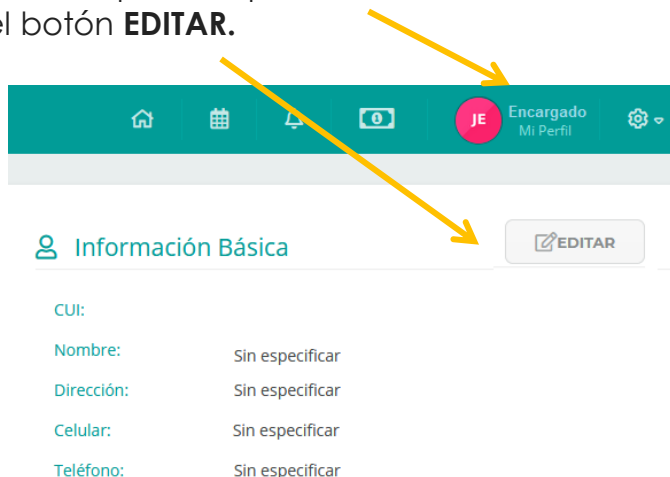 el botón EDITAR.
JE Encargado
Mi Perfil
Información Básica
EDITAR
CUI:
Nombre: Sin especificar
Dirección: Sin especificar
Celular: Sin especificar
Teléfono: Sin especificar